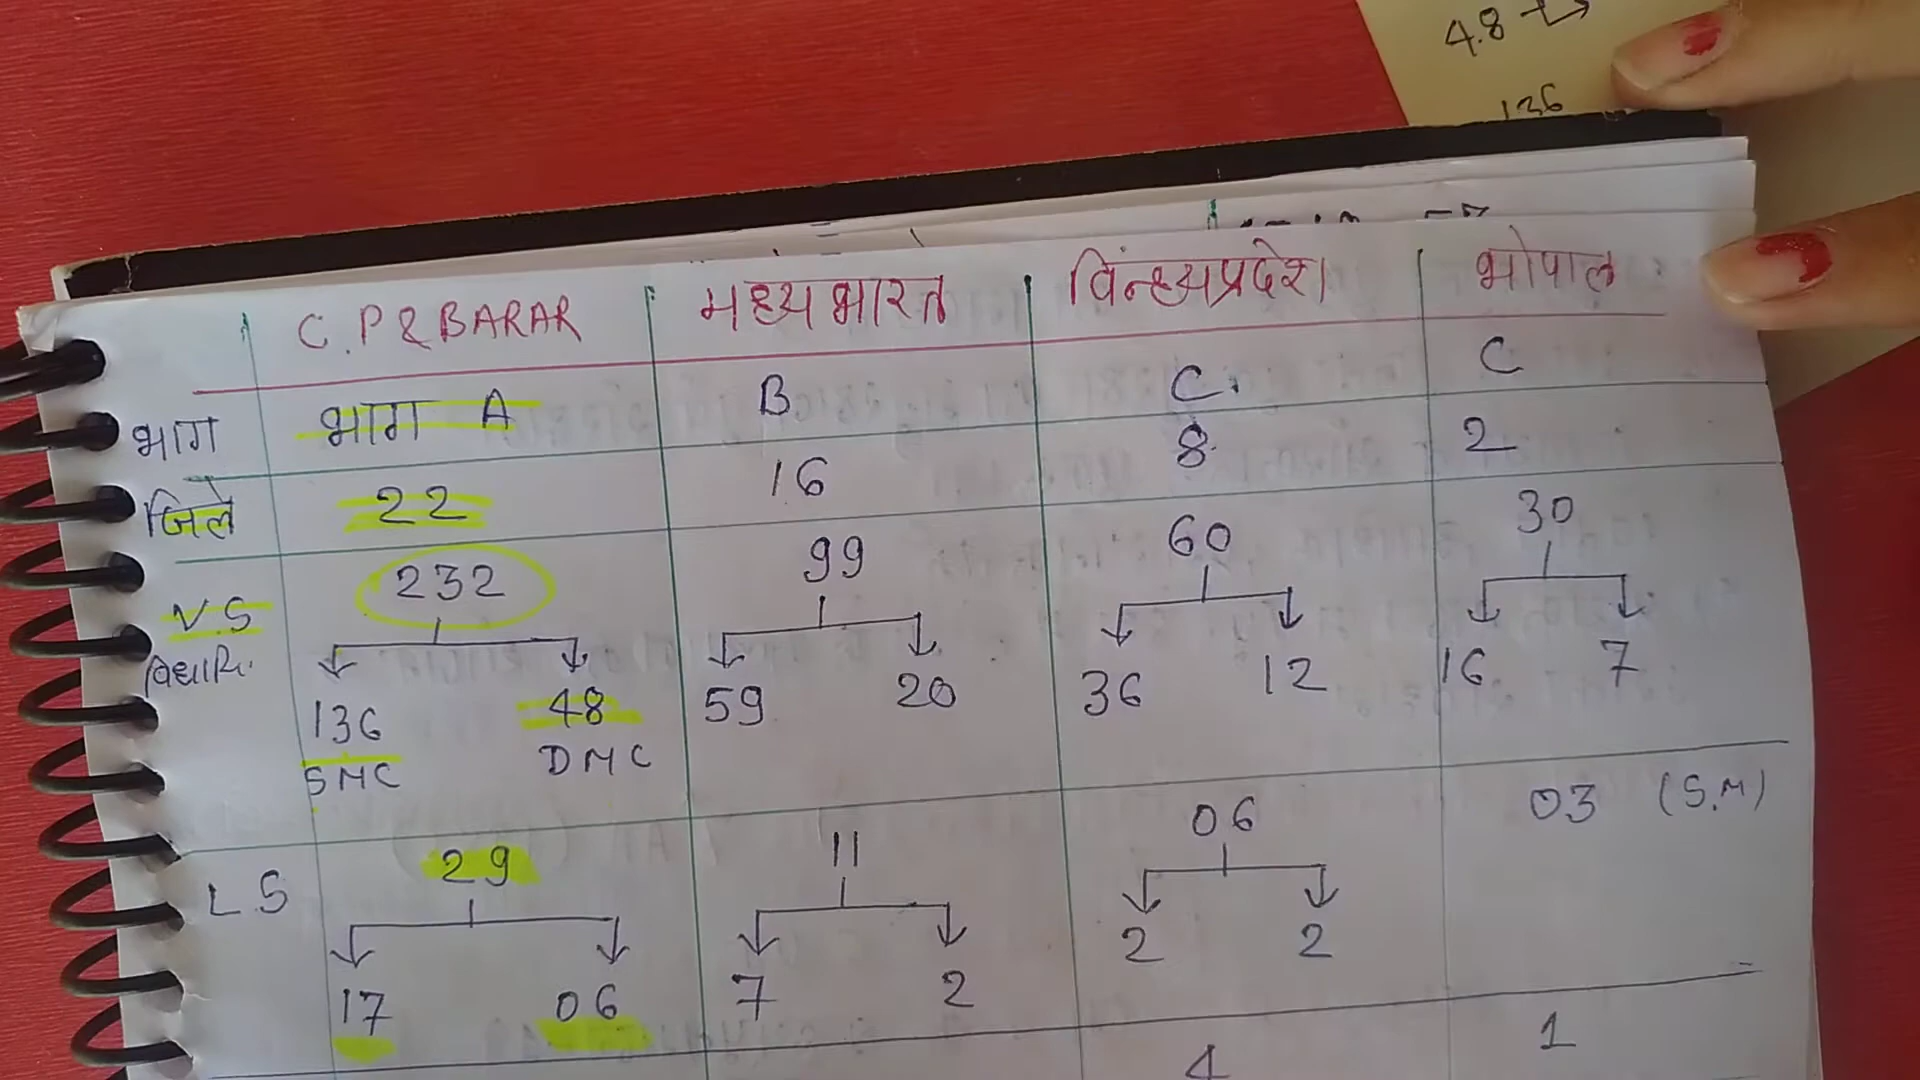 4.8
136
C.P & BARAR मध्य भारत विन्ध्यप्रदेश भोपाल
भाग भाग A B C. C
जिले 22 16 8 2
V.S 232 99 60 30
136 48 59 20 36 12 16 7
SMC DMC
L.S 29 11 06 03 (S.M)
17 06 7 2 2 2
4 1